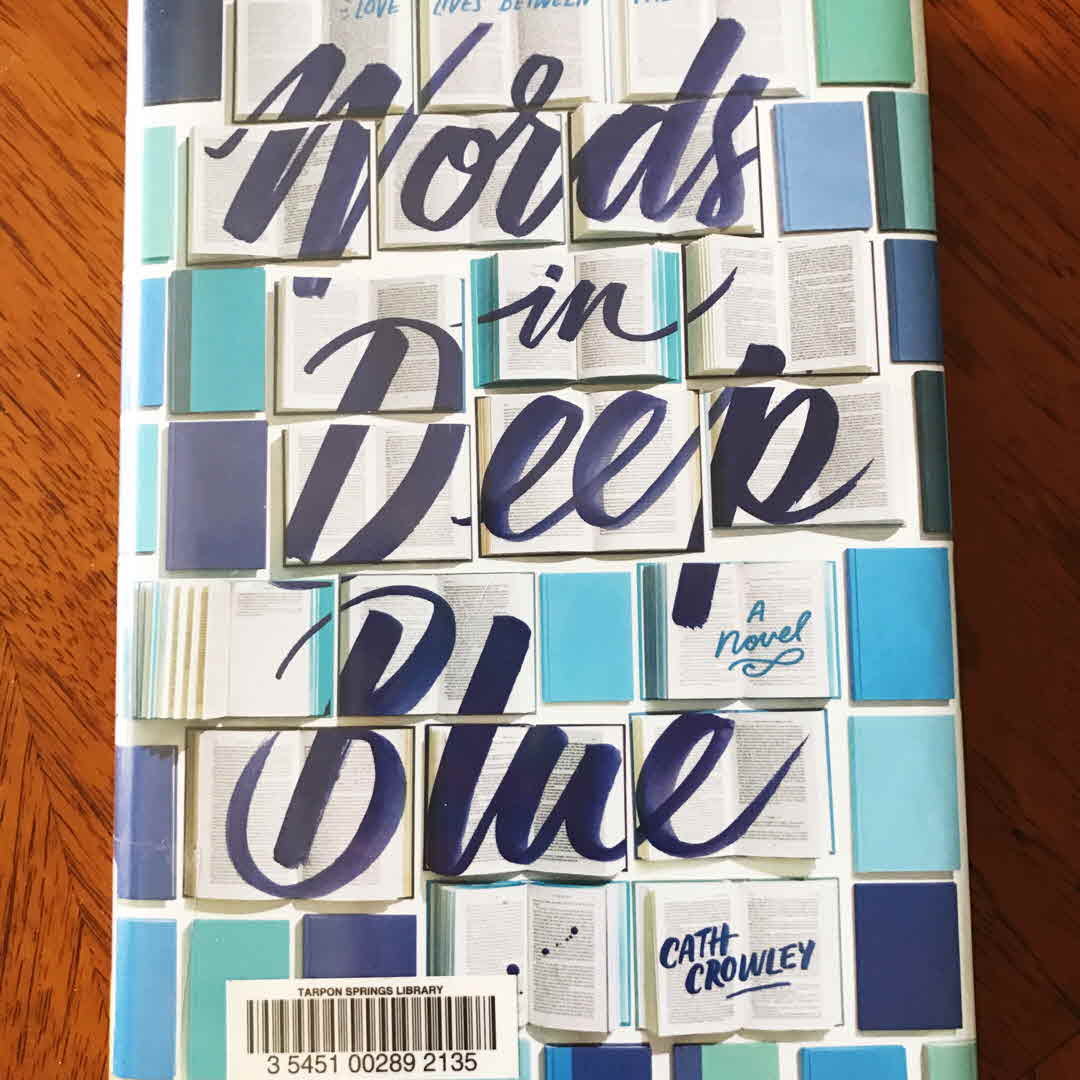 LOVE LIVES BETWEEN
Words
in
Deep
Blue
A
novel
CATH
CROWLEY
TARPON SPRINGS LIBRARY
3 5451 00289 2135